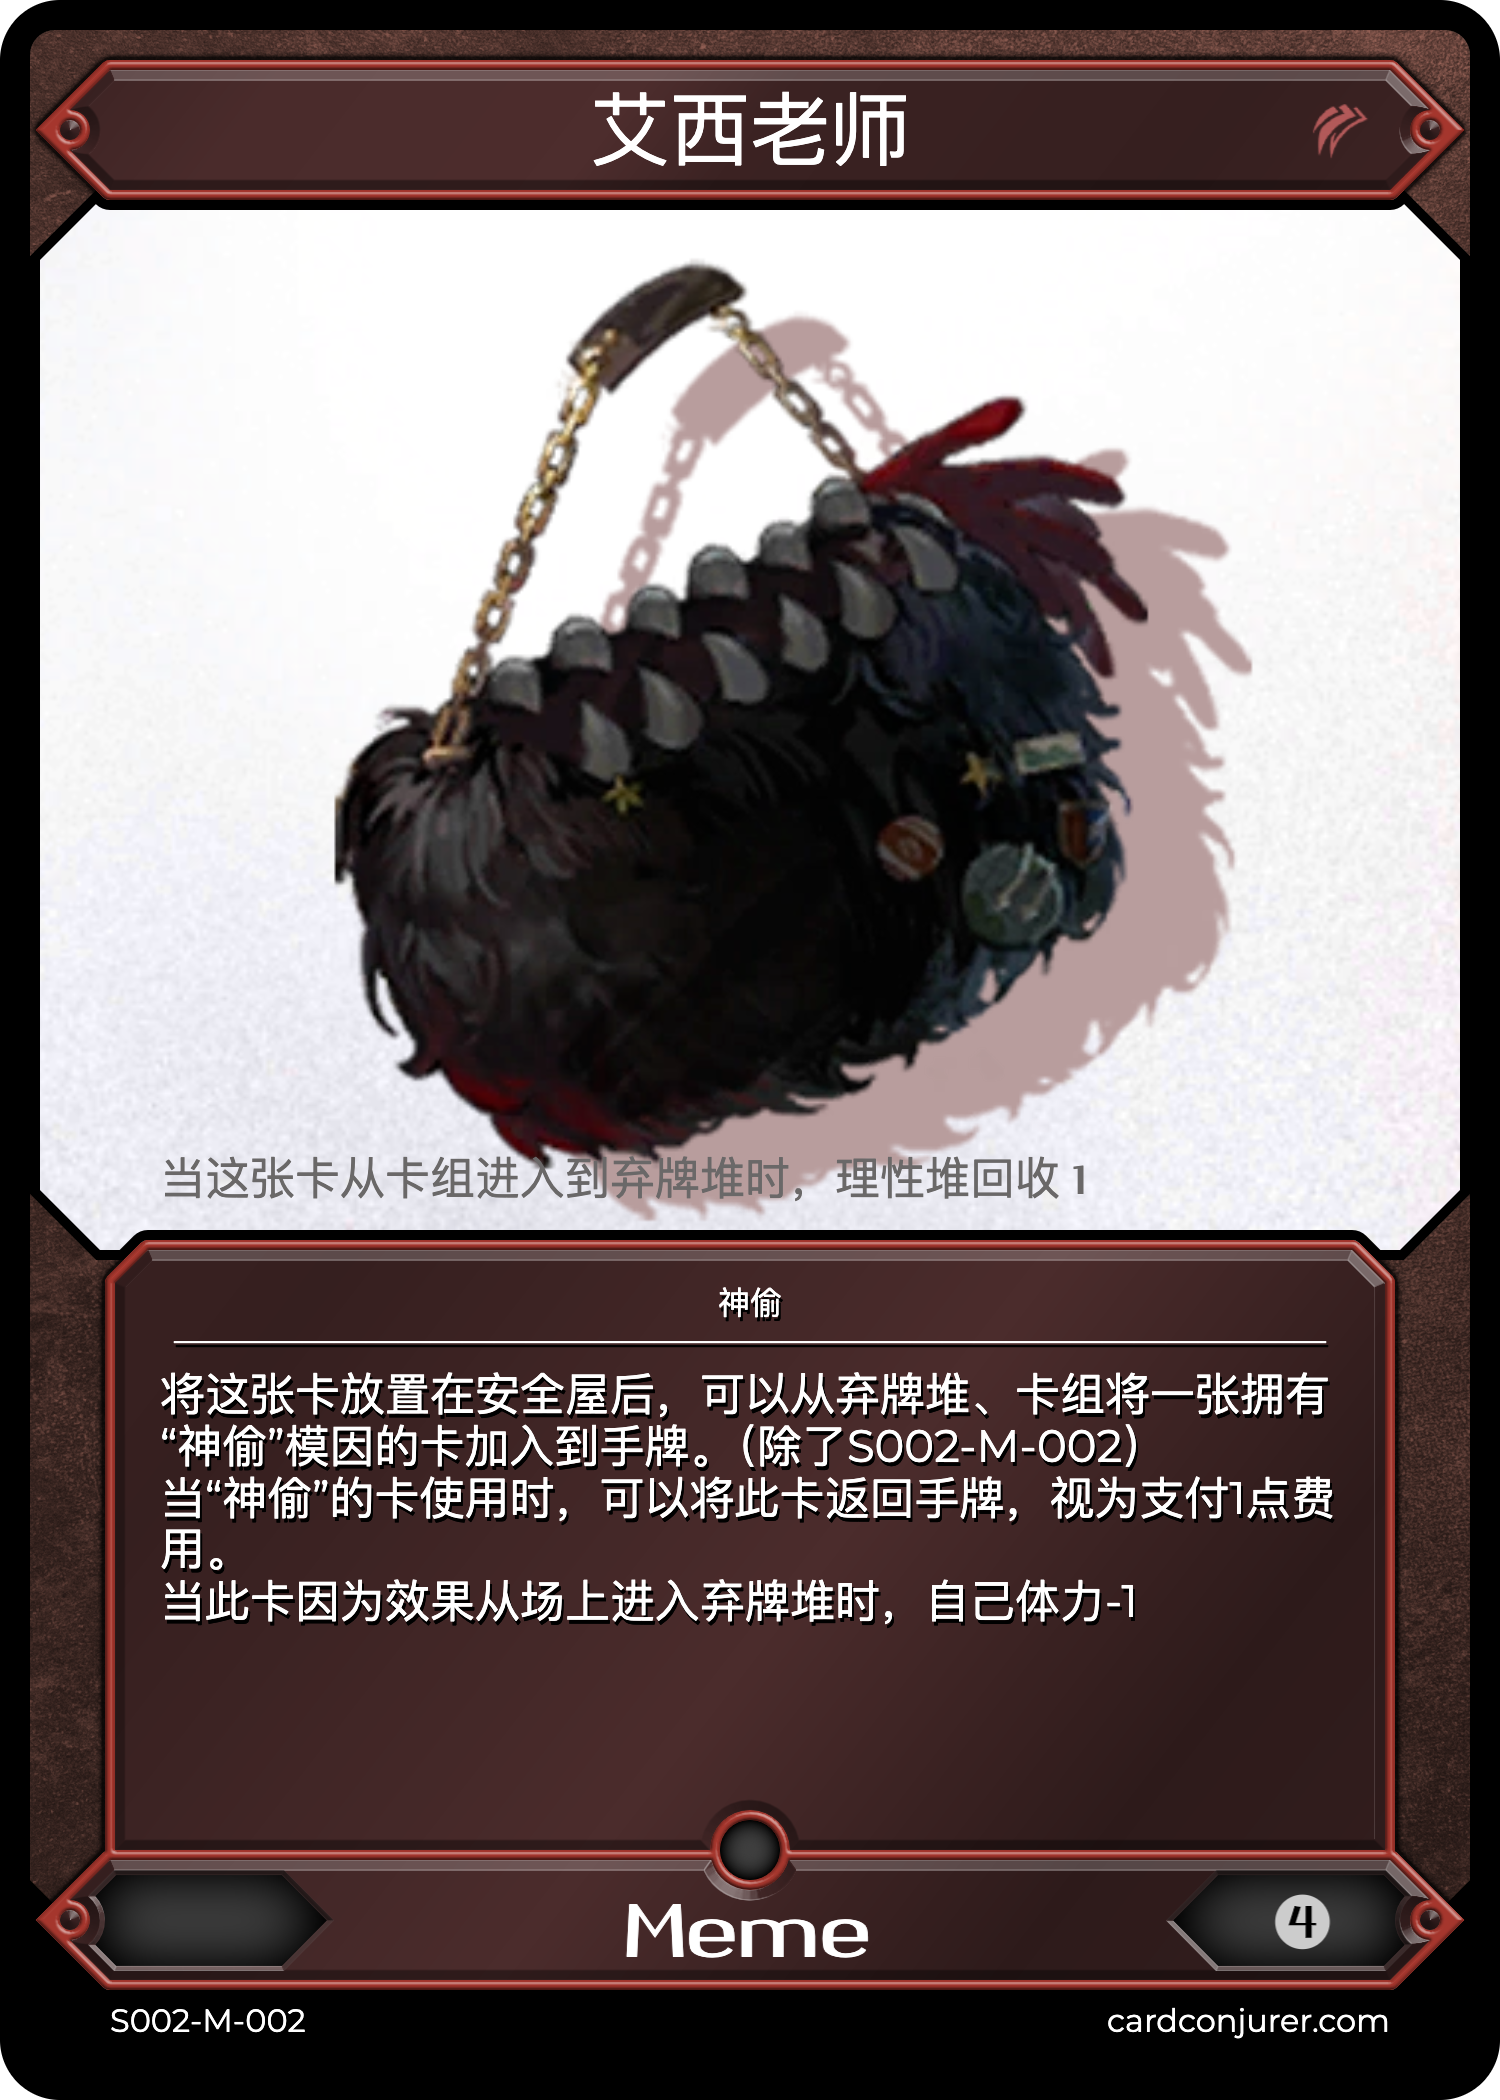 艾西老师
当这张卡从卡组进入到弃牌堆时，理性堆回收 1
神偷
将这张卡放置在安全屋后，可以从弃牌堆、卡组将一张拥有
“神偷”模因的卡加入到手牌。（除了S002-M-002）
当“神偷”的卡使用时，可以将此卡返回手牌，视为支付1点费
用。
当此卡因为效果从场上进入弃牌堆时，自己体力-1
Meme
4
S002-M-002
cardconjurer.com